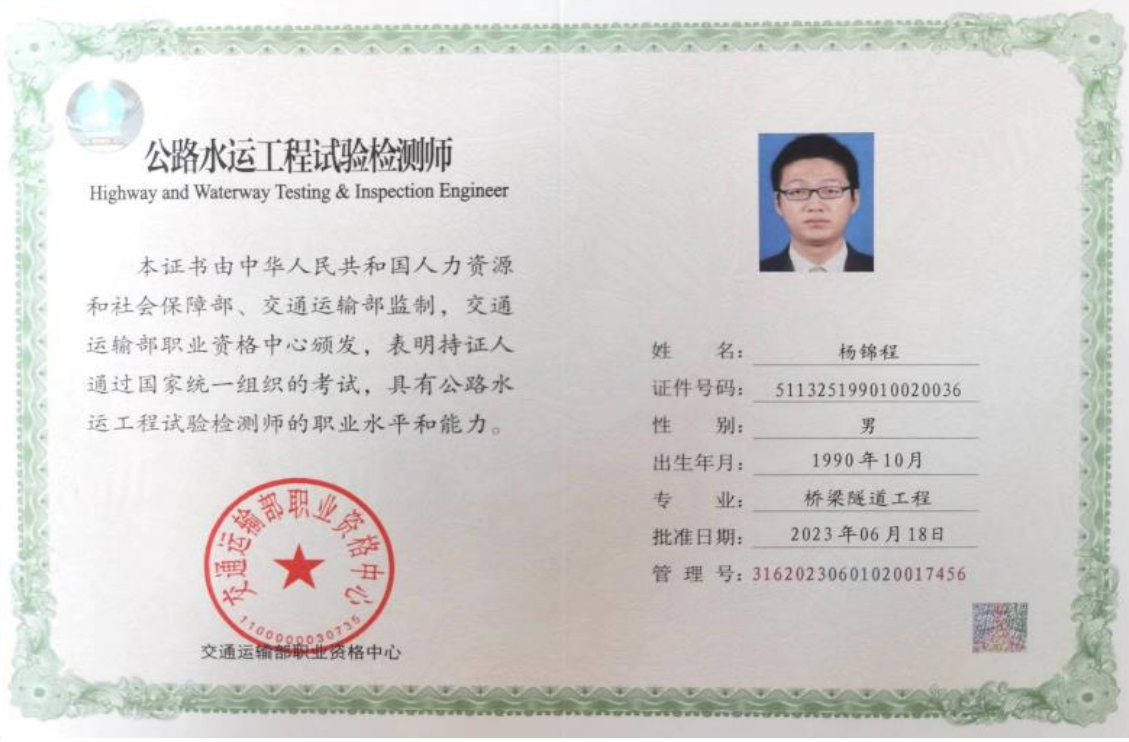 公路水运工程试验检测师
Highway and Waterway Testing & Inspection Engineer
本证书由中华人民共和国人力资源
和社会保障部、交通运输部监制，交通
运输部职业资格中心颁发，表明持证人
通过国家统一组织的考试，具有公路水
运工程试验检测师的职业水平和能力。
交通运输部职业资格中心
1100000030735
交通运输部职业资格中心
姓 名： 杨锦程
证件号码： 511325199010020036
性 别： 男
出生年月： 1990年10月
专 业： 桥梁隧道工程
批准日期： 2023年06月18日
管 理 号：31620230601020017456